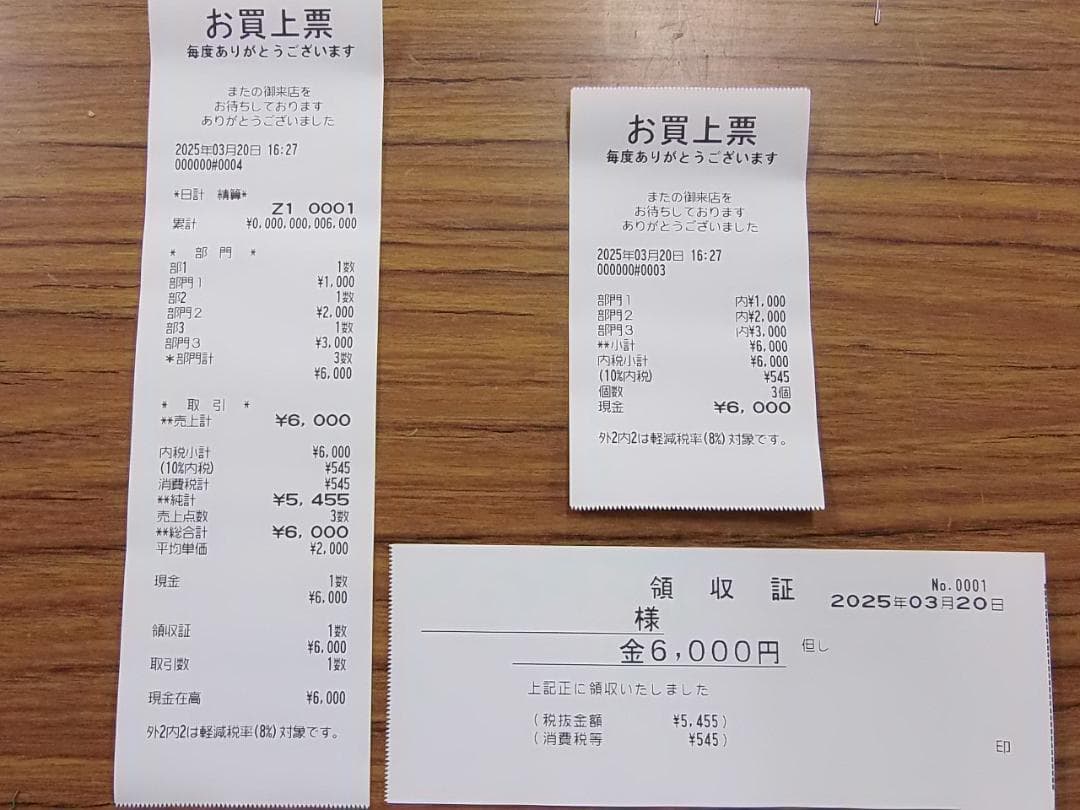 お買上票
毎度ありがとうございます
またの御来店を
お待ちしております
ありがとうございました
2025年03月20日 16:27
000000#0004
*日計 精算*
Z1 0001
累計 ¥0,000,000,006,000
* 部 門 *
部1 1数
部門1 ¥1,000
部2 1数
部門2 ¥2,000
部3 1数
部門3 ¥3,000
*部門計 3数
¥6,000
* 取 引 *
**売上計 ¥6,000
内税小計 ¥6,000
(10%内税) ¥545
消費税計 ¥545
**純計 ¥5,455
売上点数 3数
**総合計 ¥6,000
平均単価 ¥2,000
現金 1数
¥6,000
領収証 1数
¥6,000
取引数 1数
現金在高 ¥6,000
外2内2は軽減税率(8%)対象です。
お買上票
毎度ありがとうございます
またの御来店を
お待ちしております
ありがとうございました
2025年03月20日 16:27
000000#0003
部門1 内¥1,000
部門2 内¥2,000
部門3 内¥3,000
**小計 ¥6,000
内税小計 ¥6,000
(10%内税) ¥545
個数 3個
現金 ¥6,000
外2内2は軽減税率(8%)対象です。
領 収 証 No.0001
2025年03月20日
様
金6,000円 但し
上記正に領収いたしました
(税抜金額 ¥5,455)
(消費税等 ¥545)
印